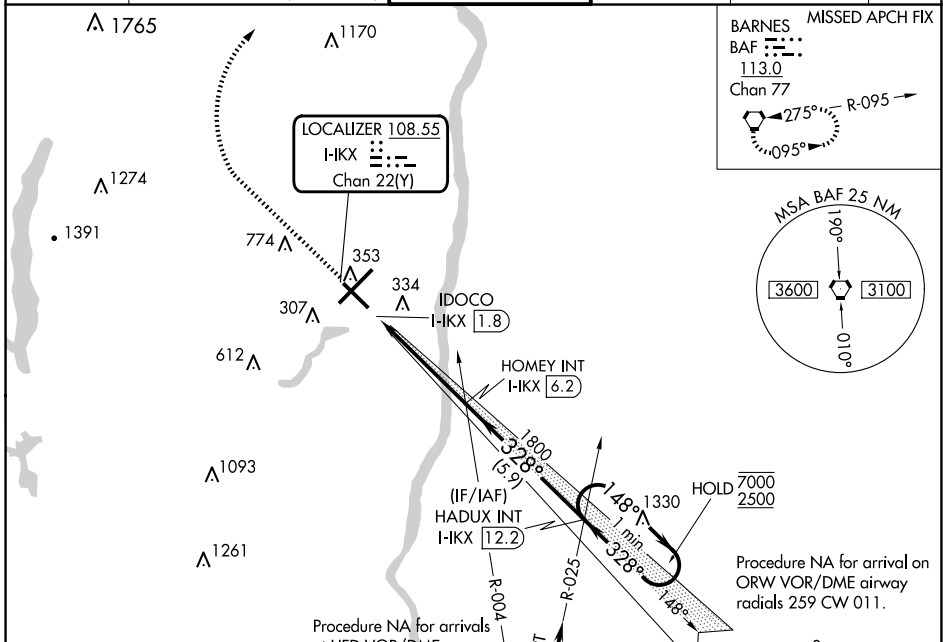 1765
1170
MISSED APCH FIX
BARNES
BAF
113.0
Chan 77
275°
R-095
095°
LOCALIZER 108.55
I-IKX
Chan 22(Y)
1274
1391
774
353
MSA BAF 25 NM
190°
3600
3100
010°
307
334
IDOCO
I-IKX 1.8
612
HOMEY INT
I-IKX 6.2
1800
328°
(5.9)
1093
(IF/IAF)
HADUX INT
I-IKX 12.2
148°
1330
1 min
HOLD 7000
2500
328°
148°
1261
R-004
R-025
Procedure NA for arrival on
ORW VOR/DME airway
radials 259 CW 011.
Procedure NA for arrivals